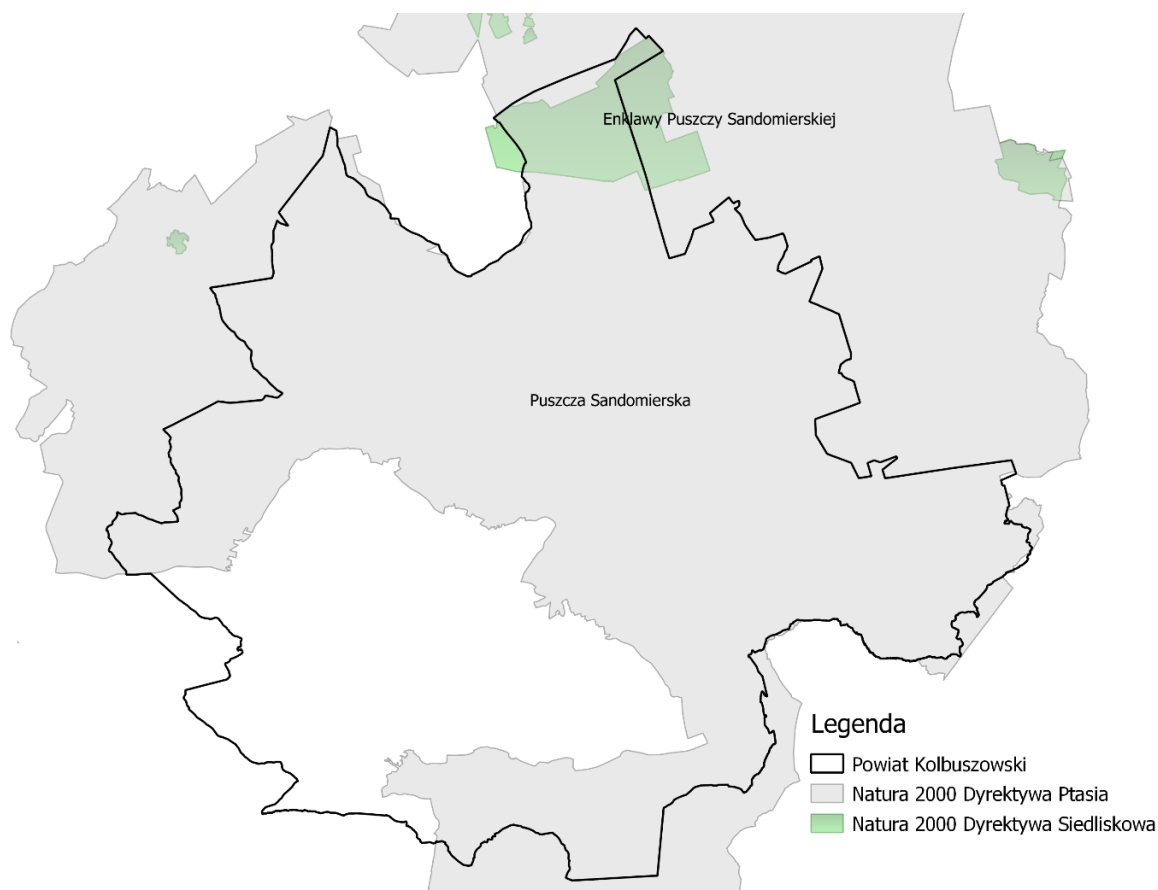 Enklawy Puszczy Sandomierskiej
Puszcza Sandomierska
Legenda
Powiat Kolbuszowski
Natura 2000 Dyrektywa Ptasia
Natura 2000 Dyrektywa Siedliskowa